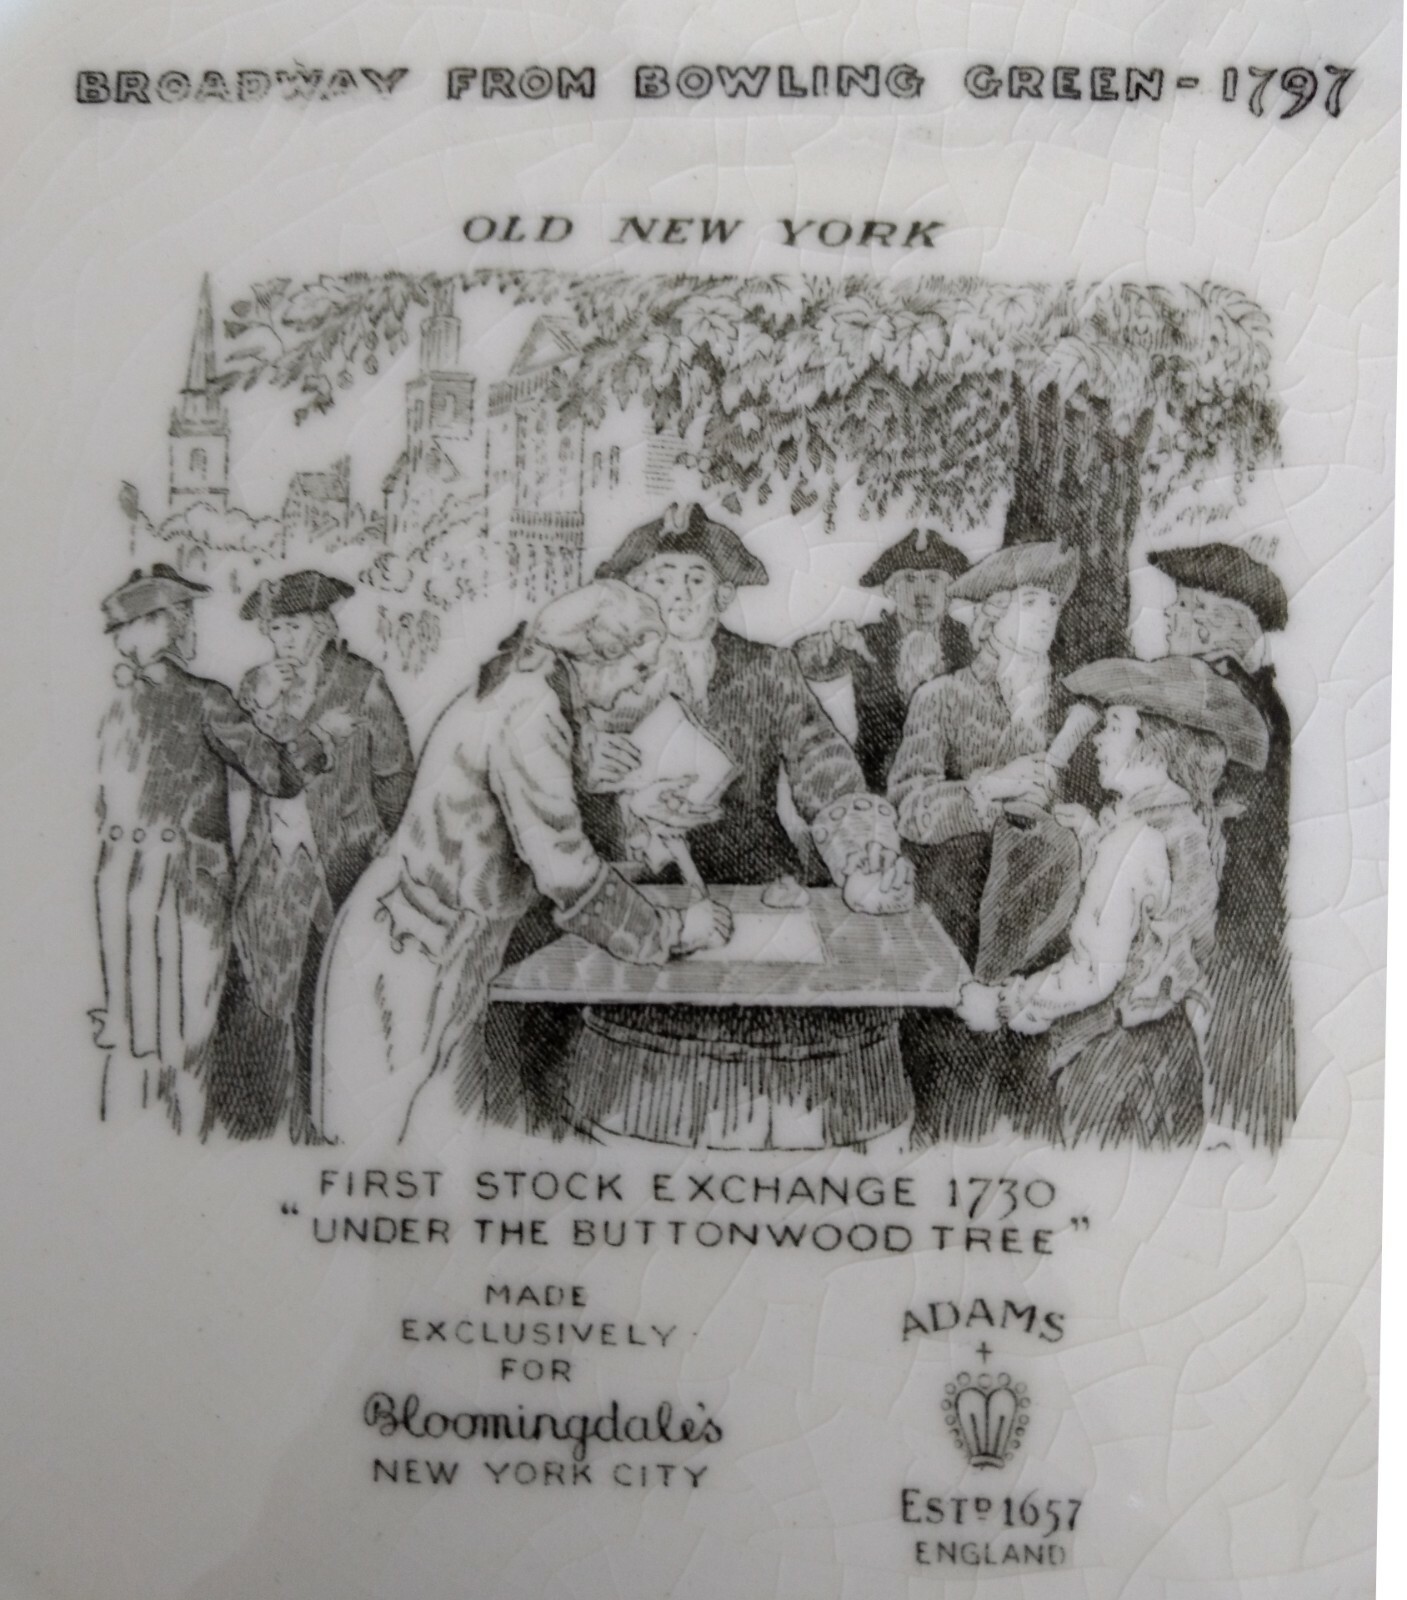 BROADWAY FROM BOWLING GREEN - 1797
OLD NEW YORK
FIRST STOCK EXCHANGE 1730
"UNDER THE BUTTONWOOD TREE"
MADE
EXCLUSIVELY
FOR
Bloomingdale's
NEW YORK CITY
ADAMS
ESTD 1657
ENGLAND